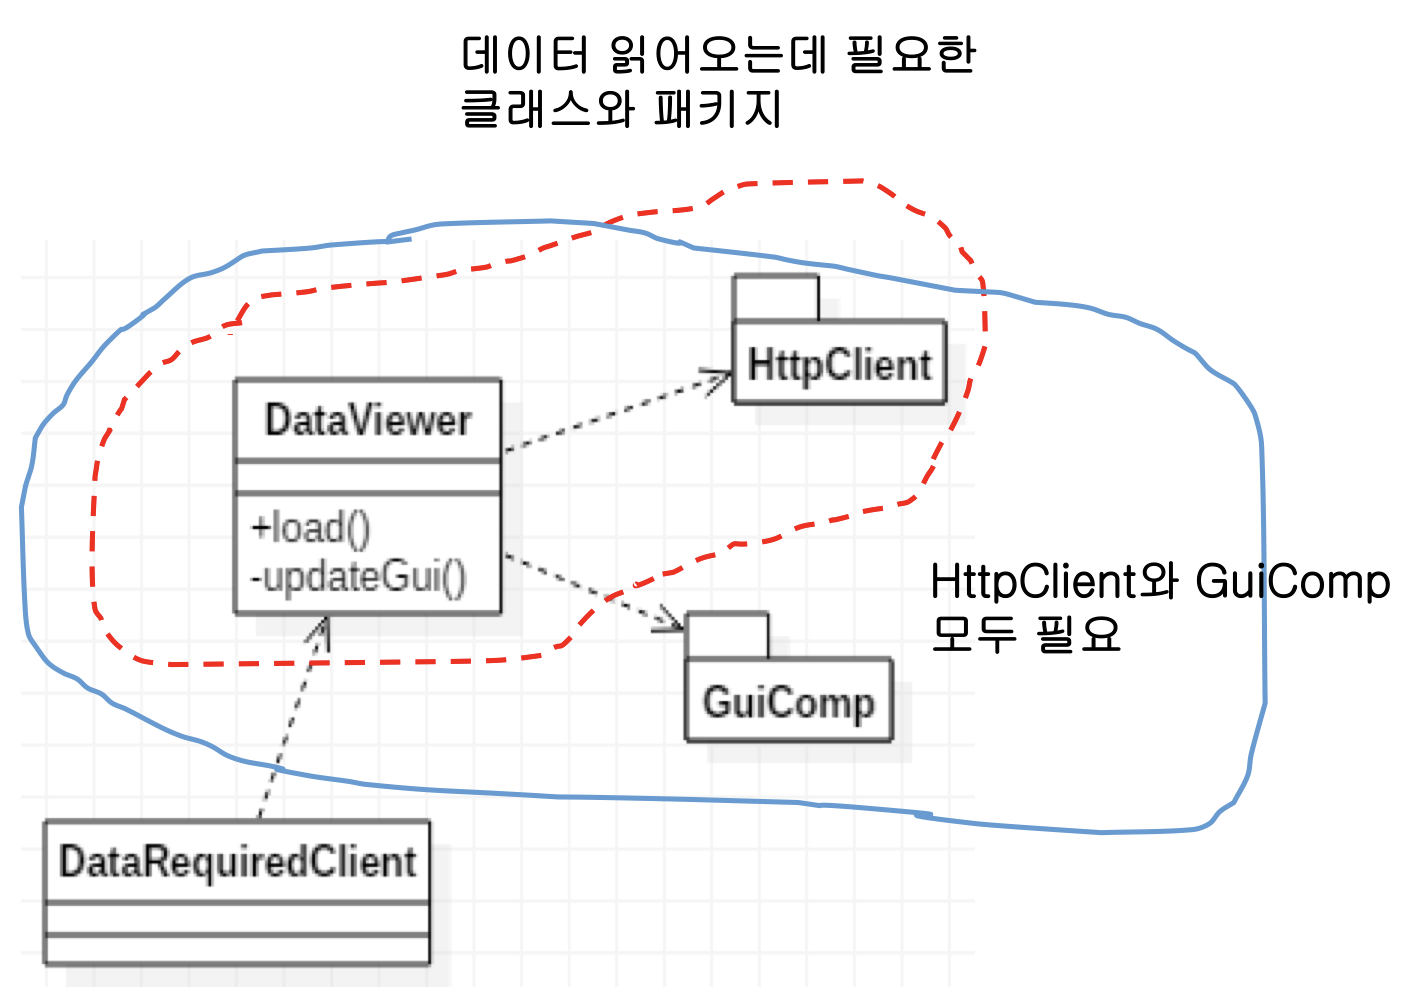 데이터 읽어오는데 필요한
클래스와 패키지
HttpClient
DataViewer
+load()
-updateGui()
HttpClient와 GuiComp
모두 필요
GuiComp
DataRequiredClient